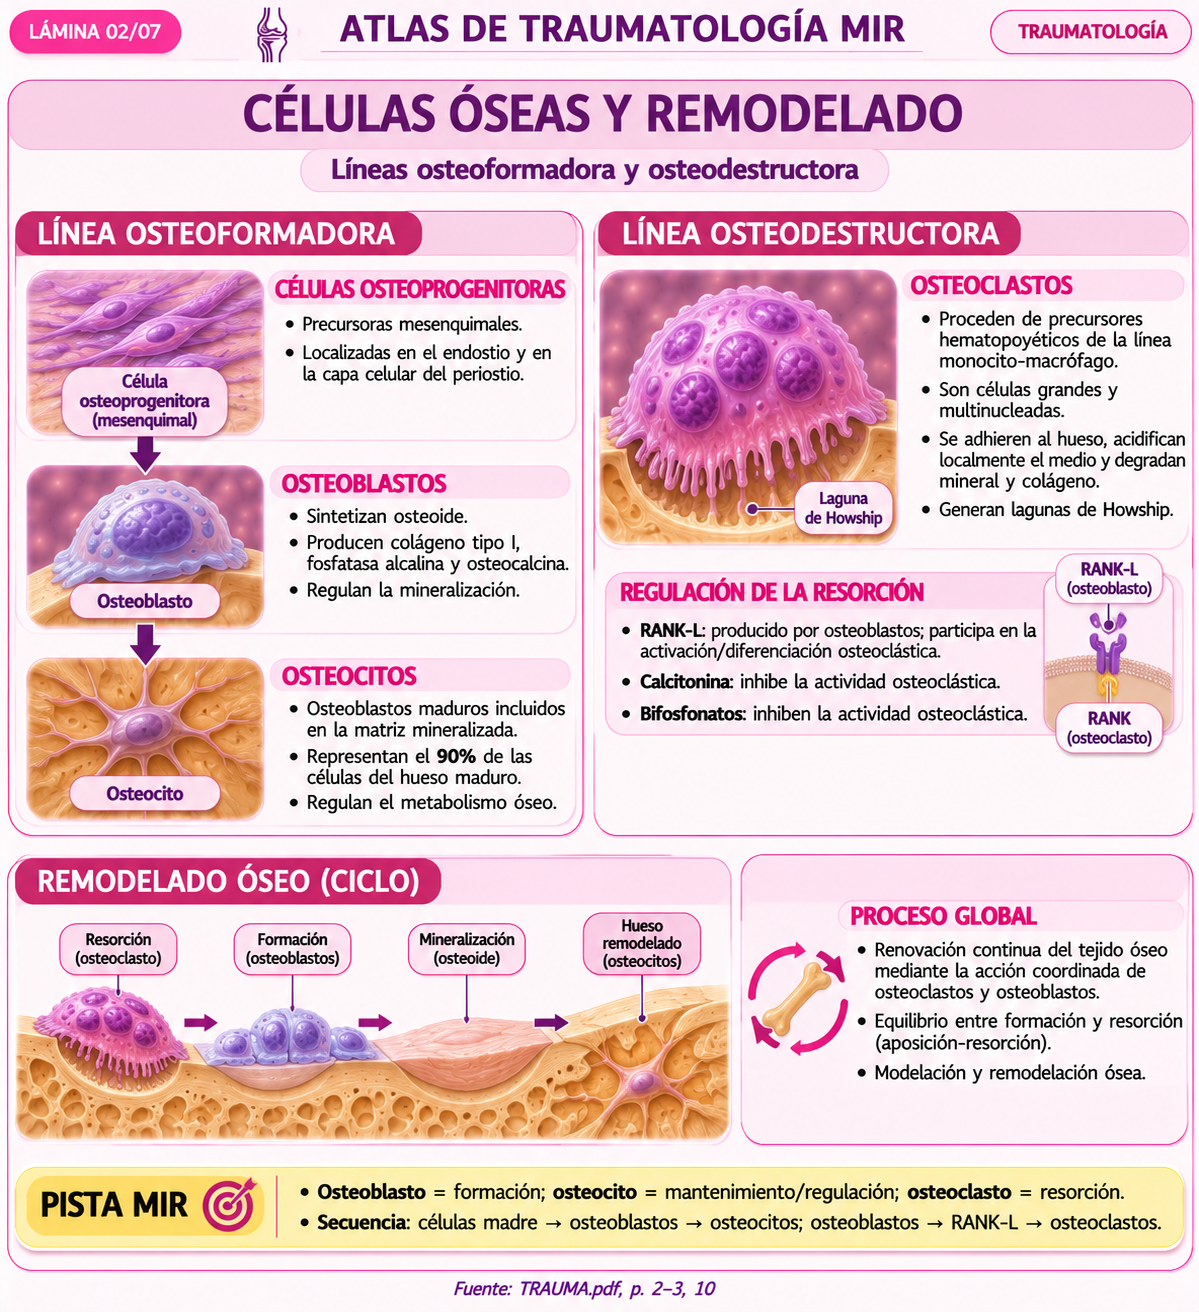 LÁMINA 02/07
ATLAS DE TRAUMATOLOGÍA MIR
TRAUMATOLOGÍA
CÉLULAS ÓSEAS Y REMODELADO
Líneas osteoformadora y osteodestructora
LÍNEA OSTEOFORMADORA
Célula
osteoprogenitora
(mesenquimal)
CÉLULAS OSTEOPROGENITORAS
• Precursoras mesenquimales.
• Localizadas en el endostio y en
la capa celular del periostio.
Osteoblasto
OSTEOBLASTOS
• Sintetizan osteoide.
• Producen colágeno tipo I,
fosfatasa alcalina y osteocalcina.
• Regulan la mineralización.
Osteocito
OSTEOCITOS
• Osteoblastos maduros incluidos
en la matriz mineralizada.
• Representan el 90% de las
células del hueso maduro.
• Regulan el metabolismo óseo.
LÍNEA OSTEODESTRUCTORA
Laguna
de Howship
OSTEOCLASTOS
• Proceden de precursores
hematopoyéticos de la línea
monocito-macrófago.
• Son células grandes y
multinucleadas.
• Se adhieren al hueso, acidifican
localmente el medio y degradan
mineral y colágeno.
• Generan lagunas de Howship.
REGULACIÓN DE LA RESORCIÓN
• RANK-L: producido por osteoblastos; participa en la
activación/diferenciación osteoclástica.
• Calcitonina: inhibe la actividad osteoclástica.
• Bifosfonatos: inhiben la actividad osteoclástica.
RANK-L
(osteoblasto)
RANK
(osteoclasto)
REMODELADO ÓSEO (CICLO)
Resorción
(osteoclasto)
Formación
(osteoblastos)
Mineralización
(osteoide)
Hueso
remodelado
(osteocitos)
PROCESO GLOBAL
• Renovación continua del tejido óseo
mediante la acción coordinada de
osteoclastos y osteoblastos.
• Equilibrio entre formación y resorción
(aposición-resorción).
• Modelación y remodelación ósea.
PISTA MIR
• Osteoblasto = formación; osteocito = mantenimiento/regulación; osteoclasto = resorción.
• Secuencia: células madre → osteoblastos → osteocitos; osteoblastos → RANK-L → osteoclastos.
Fuente: TRAUMA.pdf, p. 2–3, 10